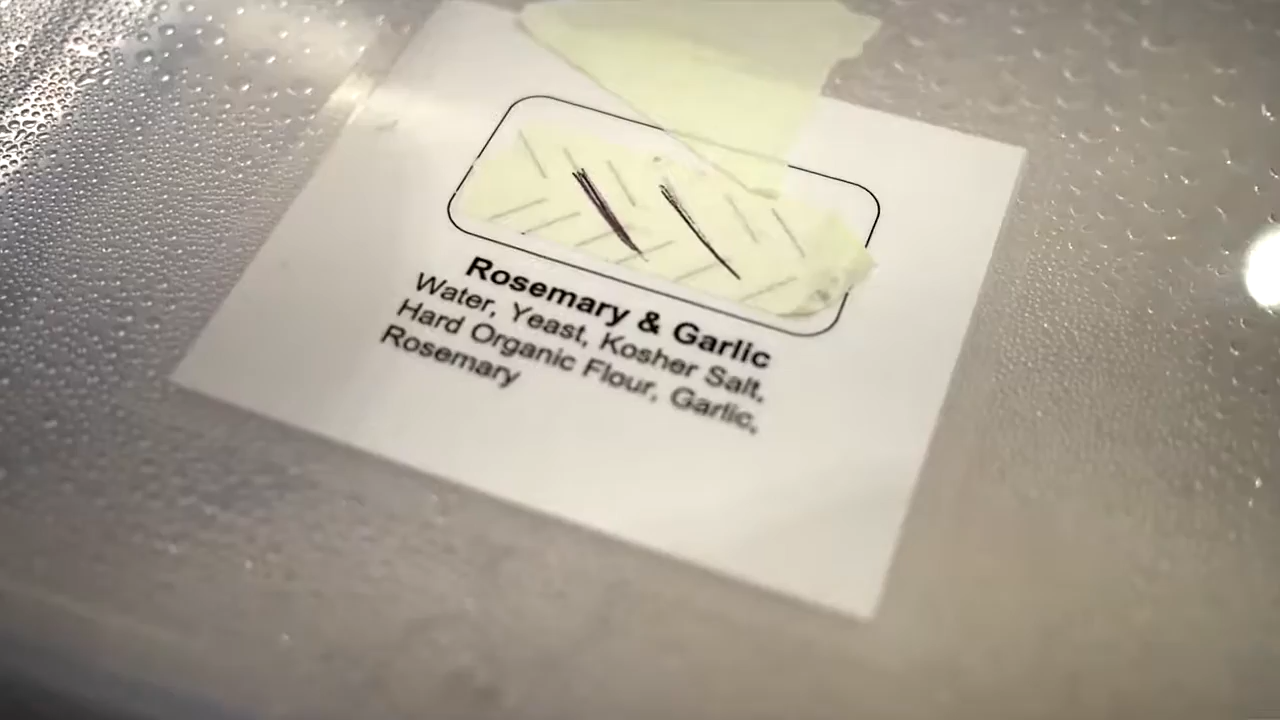 Rosemary & Garlic
Water, Yeast, Kosher Salt,
Hard Organic Flour, Garlic,
Rosemary